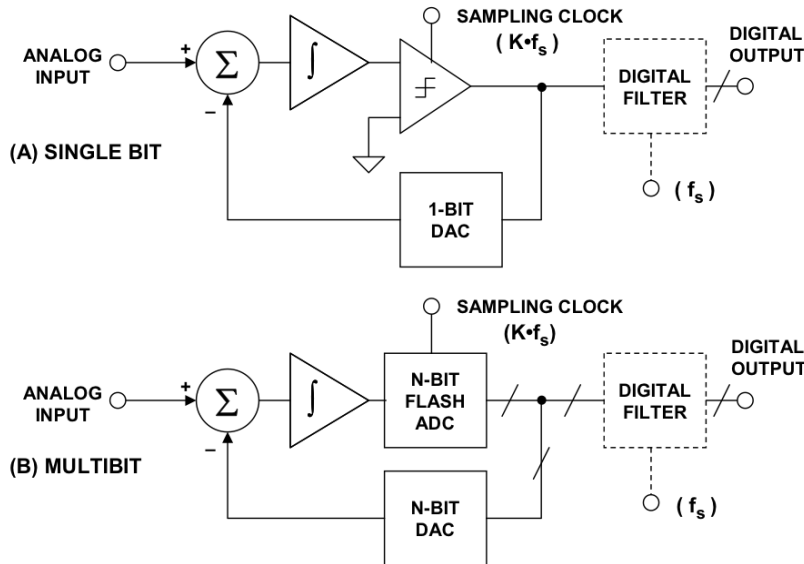 SAMPLING CLOCK
( K•fs)
ANALOG
INPUT
+
Σ
−
∫
DIGITAL
OUTPUT
DIGITAL
FILTER
(A) SINGLE BIT
( fs )
1-BIT
DAC
SAMPLING CLOCK
(K•fs)
ANALOG
INPUT
+
Σ
−
∫
N-BIT
FLASH
ADC
DIGITAL
OUTPUT
DIGITAL
FILTER
(B) MULTIBIT
( fs )
N-BIT
DAC